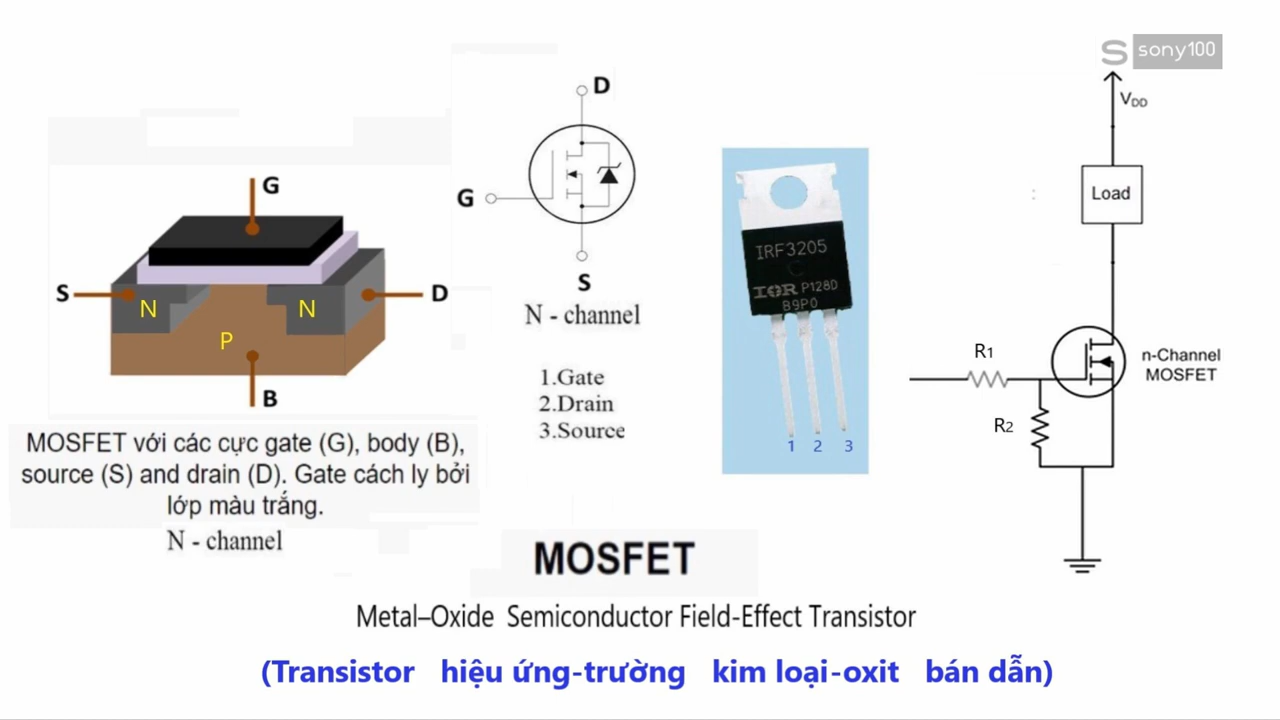 sony100
V_DD
Load
R1
R2
n-Channel
MOSFET
G
S
D
N
N
P
B
MOSFET với các cực gate (G), body (B),
source (S) and drain (D). Gate cách ly bởi
lớp màu trắng.
N - channel
D
G
S
N - channel
1.Gate
2.Drain
3.Source
IRF3205
IOR P128D
B9P0
1 2 3
MOSFET
Metal–Oxide Semiconductor Field-Effect Transistor
(Transistor hiệu ứng-trường kim loại-oxit bán dẫn)